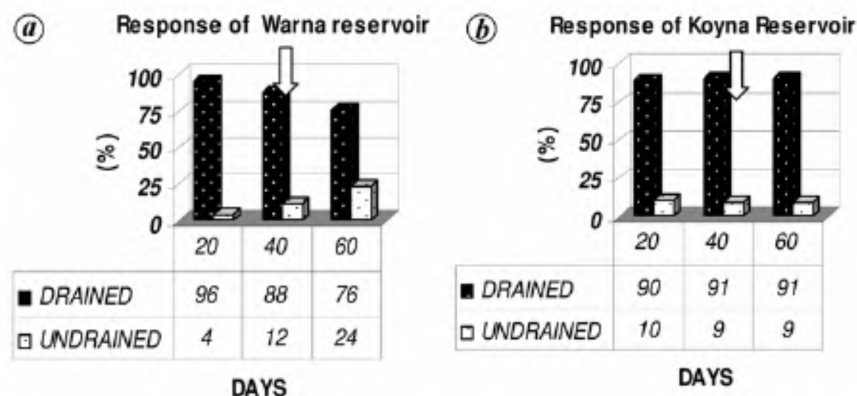 a Response of Warna reservoir
100
75
50
25
0
(%)
20 40 60
DRAINED 96 88 76
UNDRAINED 4 12 24
DAYS
b Response of Koyna Reservoir
100
75
50
25
0
(%)
20 40 60
DRAINED 90 91 91
UNDRAINED 10 9 9
DAYS